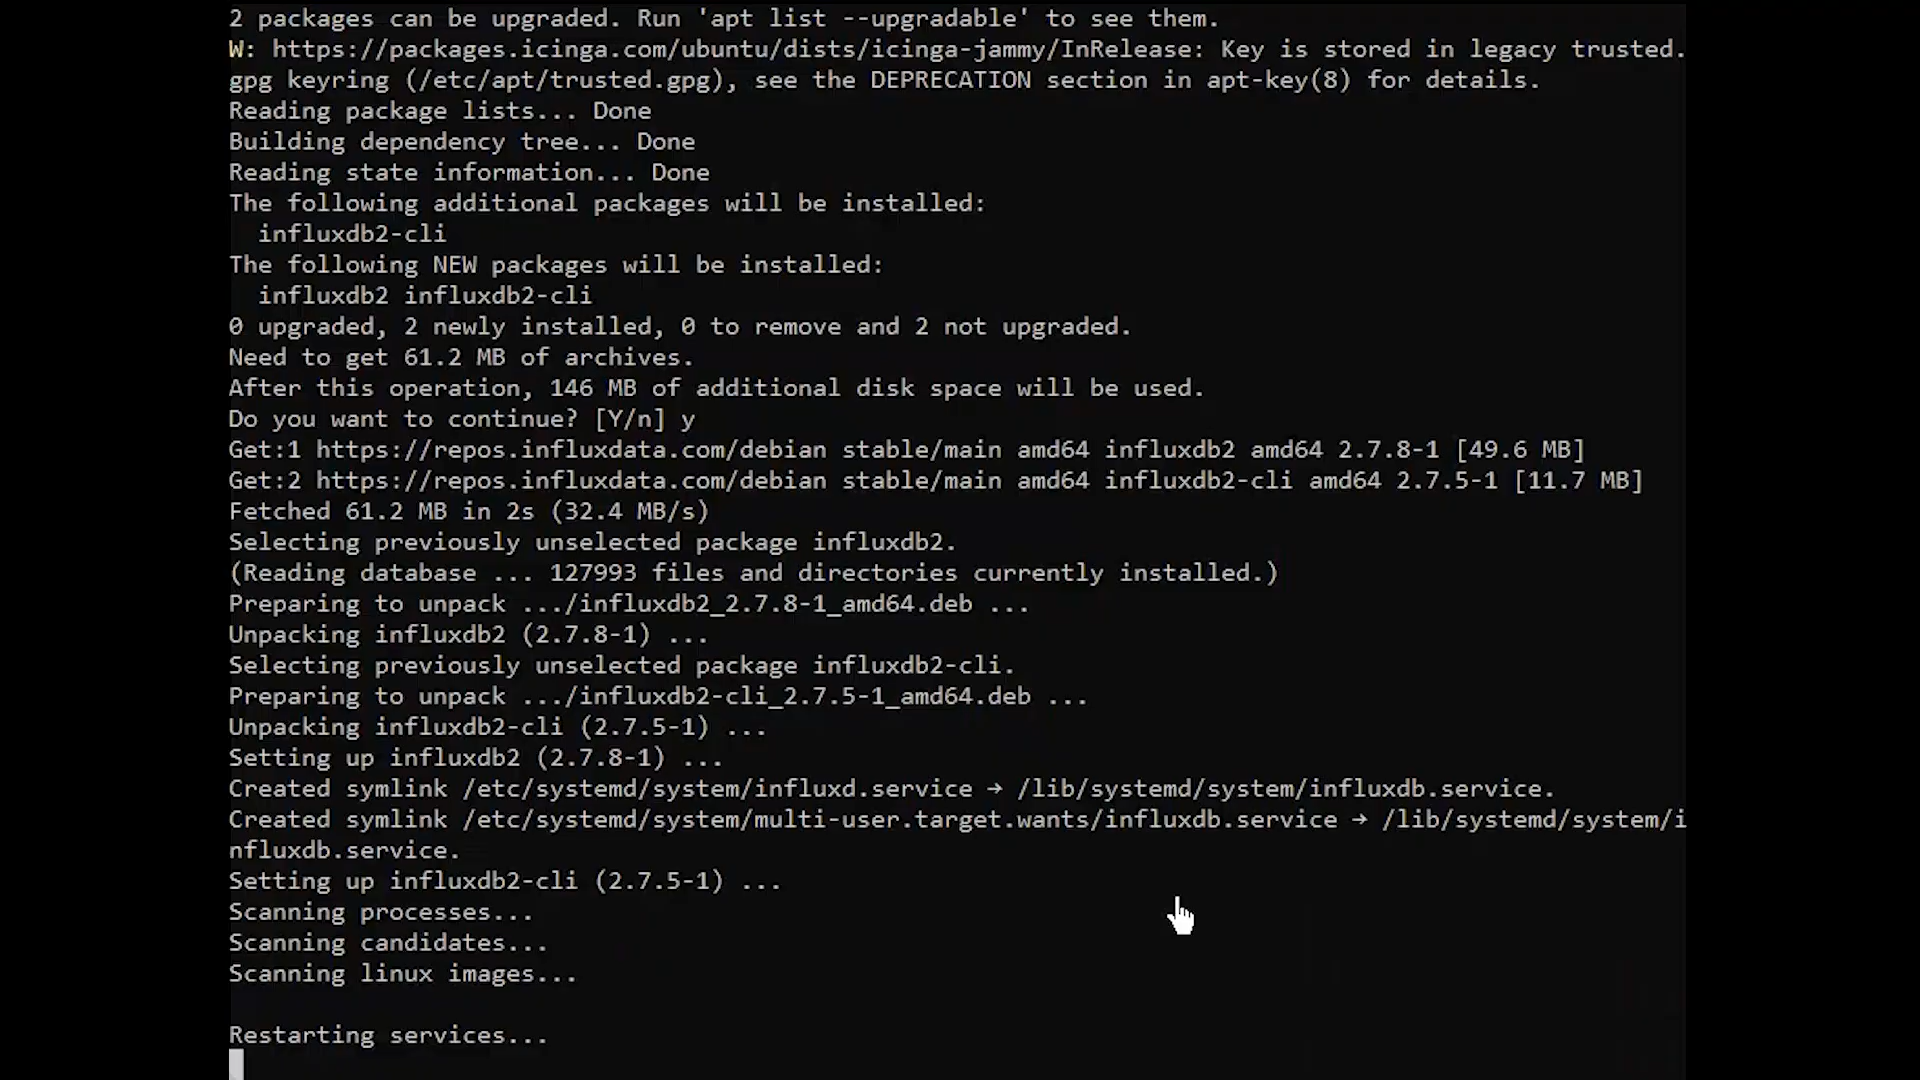 2 packages can be upgraded. Run 'apt list --upgradable' to see them.
W: https://packages.icinga.com/ubuntu/dists/icinga-jammy/InRelease: Key is stored in legacy trusted.
gpg keyring (/etc/apt/trusted.gpg), see the DEPRECATION section in apt-key(8) for details.
Reading package lists... Done
Building dependency tree... Done
Reading state information... Done
The following additional packages will be installed:
  influxdb2-cli
The following NEW packages will be installed:
  influxdb2 influxdb2-cli
0 upgraded, 2 newly installed, 0 to remove and 2 not upgraded.
Need to get 61.2 MB of archives.
After this operation, 146 MB of additional disk space will be used.
Do you want to continue? [Y/n] y
Get:1 https://repos.influxdata.com/debian stable/main amd64 influxdb2 amd64 2.7.8-1 [49.6 MB]
Get:2 https://repos.influxdata.com/debian stable/main amd64 influxdb2-cli amd64 2.7.5-1 [11.7 MB]
Fetched 61.2 MB in 2s (32.4 MB/s)
Selecting previously unselected package influxdb2.
(Reading database ... 127993 files and directories currently installed.)
Preparing to unpack .../influxdb2_2.7.8-1_amd64.deb ...
Unpacking influxdb2 (2.7.8-1) ...
Selecting previously unselected package influxdb2-cli.
Preparing to unpack .../influxdb2-cli_2.7.5-1_amd64.deb ...
Unpacking influxdb2-cli (2.7.5-1) ...
Setting up influxdb2 (2.7.8-1) ...
Created symlink /etc/systemd/system/influxd.service → /lib/systemd/system/influxdb.service.
Created symlink /etc/systemd/system/multi-user.target.wants/influxdb.service → /lib/systemd/system/i
nfluxdb.service.
Setting up influxdb2-cli (2.7.5-1) ...
Scanning processes...
Scanning candidates...
Scanning linux images...

Restarting services...